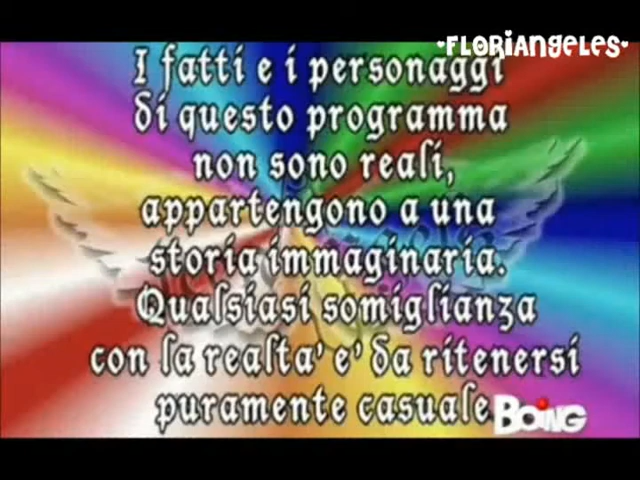 •FLORIANGELES•
I fatti e i personaggi
di questo programma
non sono reali,
appartengono a una
storia immaginaria.
Qualsiasi somiglianza
con la realta' e' da ritenersi
puramente casuale
BOING